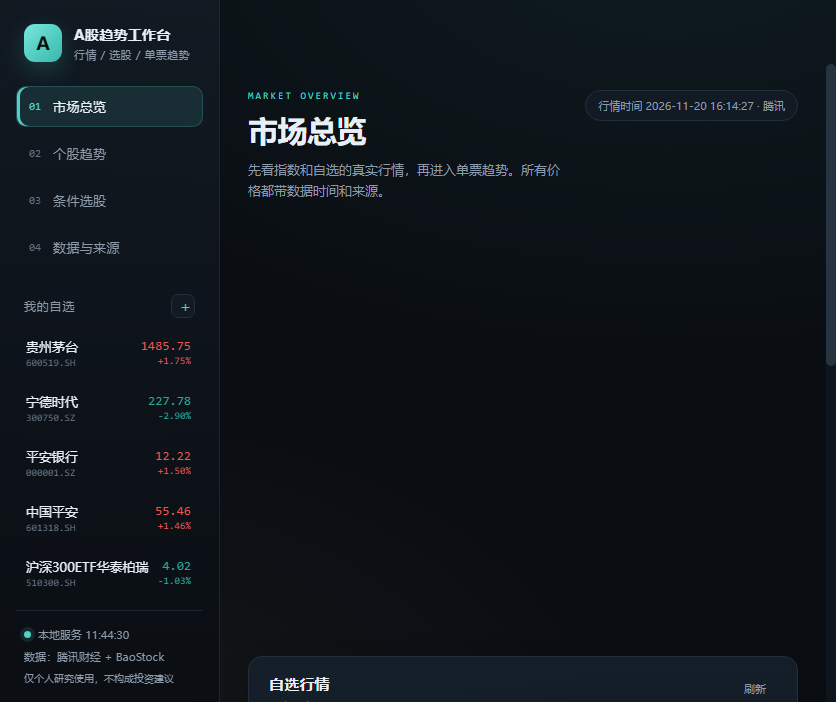 A
A股趋势工作台
行情 / 选股 / 单票趋势
01 市场总览
02 个股趋势
03 条件选股
04 数据与来源
我的自选
+
贵州茅台 1485.75
600519.SH +1.75%
宁德时代 227.78
300750.SZ -2.90%
平安银行 12.22
000001.SZ +1.50%
中国平安 55.46
601318.SH +1.46%
沪深300ETF华泰柏瑞 4.02
510300.SH -1.03%
本地服务 11:44:30
数据：腾讯财经 + BaoStock
仅个人研究使用，不构成投资建议
MARKET OVERVIEW
市场总览
先看指数和自选的真实行情，再进入单票趋势。所有价
格都带数据时间和来源。
行情时间 2026-11-20 16:14:27 · 腾讯
自选行情
刷新